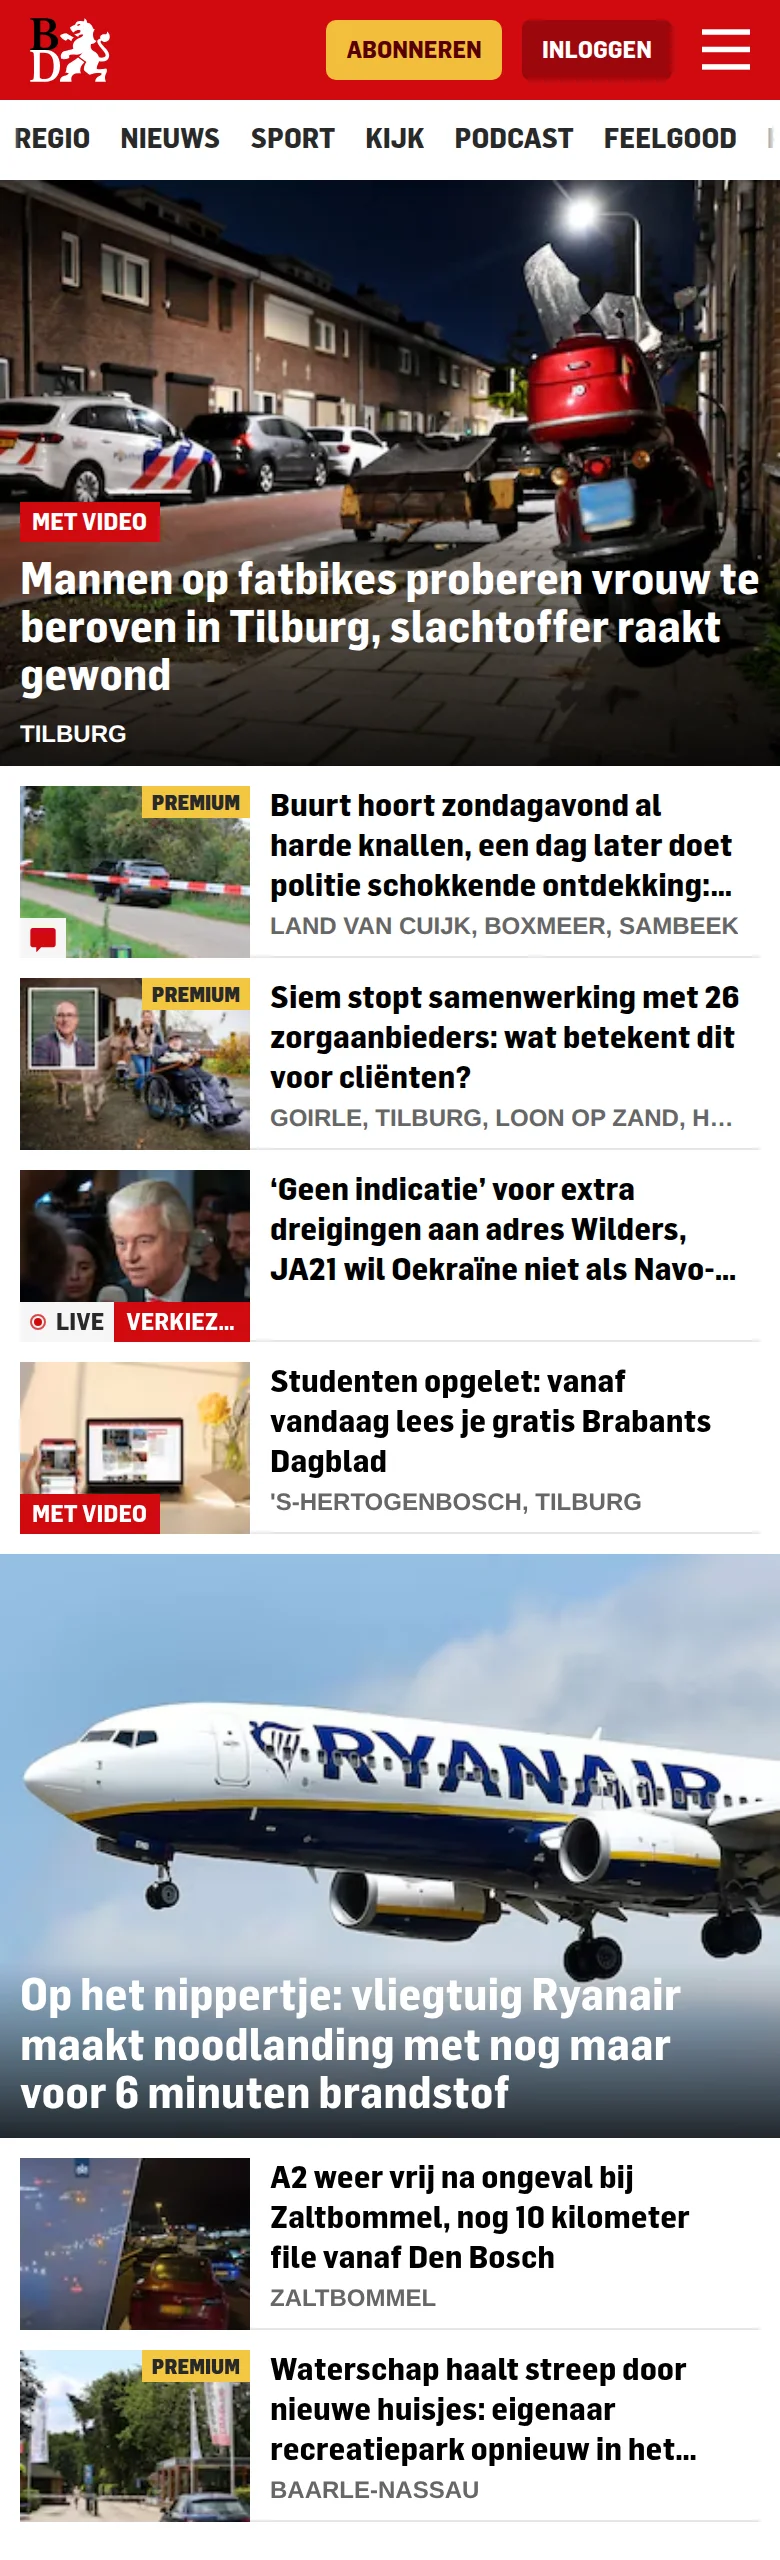 B
D
ABONNEREN
INLOGGEN
REGIO NIEUWS SPORT KIJK PODCAST FEELGOOD
MET VIDEO
Mannen op fatbikes proberen vrouw te
beroven in Tilburg, slachtoffer raakt
gewond
TILBURG
PREMIUM
Buurt hoort zondagavond al
harde knallen, een dag later doet
politie schokkende ontdekking:...
LAND VAN CUIJK, BOXMEER, SAMBEEK
PREMIUM
Siem stopt samenwerking met 26
zorgaanbieders: wat betekent dit
voor cliënten?
GOIRLE, TILBURG, LOON OP ZAND, H...
‘Geen indicatie’ voor extra
dreigingen aan adres Wilders,
JA21 wil Oekraïne niet als Navo-...
LIVE VERKIEZ...
Studenten opgelet: vanaf
vandaag lees je gratis Brabants
Dagblad
MET VIDEO
'S-HERTOGENBOSCH, TILBURG
RYANAIR
Op het nippertje: vliegtuig Ryanair
maakt noodlanding met nog maar
voor 6 minuten brandstof
A2 weer vrij na ongeval bij
Zaltbommel, nog 10 kilometer
file vanaf Den Bosch
ZALTBOMMEL
PREMIUM
Waterschap haalt streep door
nieuwe huisjes: eigenaar
recreatiepark opnieuw in het...
BAARLE-NASSAU